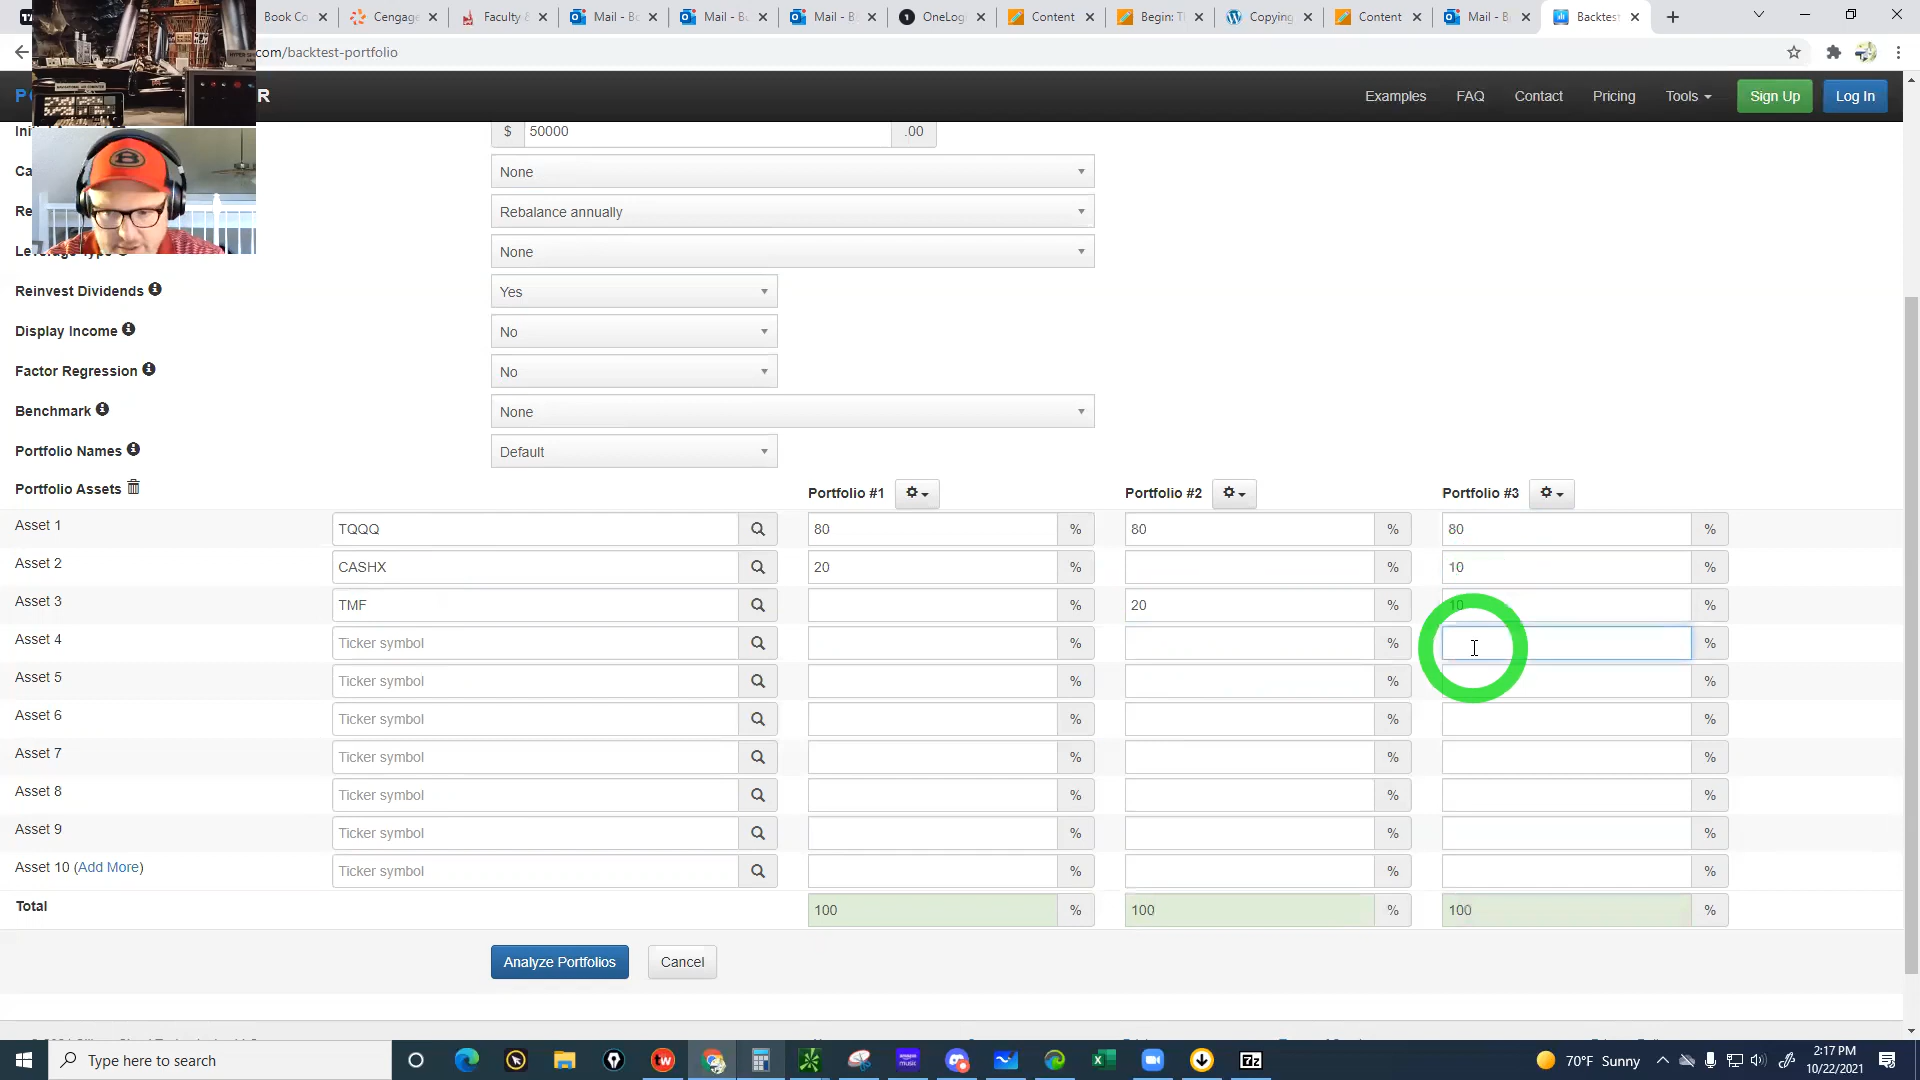 Book Co
Cengage
Faculty &
Mail - Bo
Mail - Bu
Mail - B
OneLog
Content
Begin: T
Copying
Content
Mail - B
Backtest
com/backtest-portfolio
R
Examples
FAQ
Contact
Pricing
Tools
Sign Up
Log In
$ 50000 .00
Ca
None
Re
Rebalance annually
None
Reinvest Dividends
Yes
Display Income
No
Factor Regression
No
Benchmark
None
Portfolio Names
Default
Portfolio Assets
Portfolio #1
Portfolio #2
Portfolio #3
Asset 1 TQQQ 80 % 80 % 80 %
Asset 2 CASHX 20 % % 10 %
Asset 3 TMF % 20 % 10 %
Asset 4 Ticker symbol % % %
Asset 5 Ticker symbol % % %
Asset 6 Ticker symbol % % %
Asset 7 Ticker symbol % % %
Asset 8 Ticker symbol % % %
Asset 9 Ticker symbol % % %
Asset 10 (Add More) Ticker symbol % % %
Total 100 % 100 % 100 %
Analyze Portfolios
Cancel
Type here to search
70°F Sunny
2:17 PM
10/22/2021